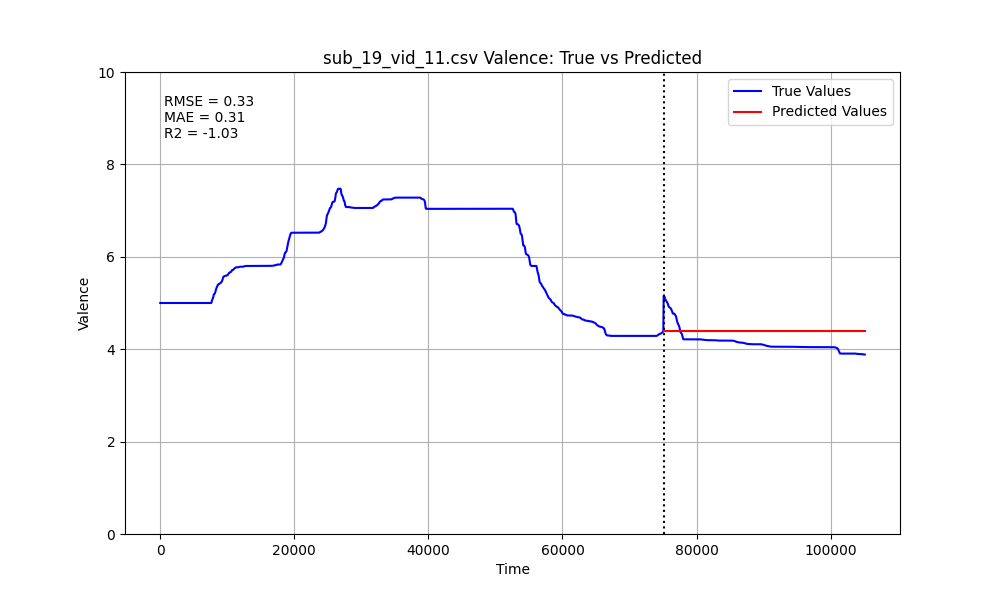 sub_19_vid_11.csv Valence: True vs Predicted
RMSE = 0.33
MAE = 0.31
R2 = -1.03
True Values
Predicted Values
Valence
10
8
6
4
2
0
0 20000 40000 60000 80000 100000
Time